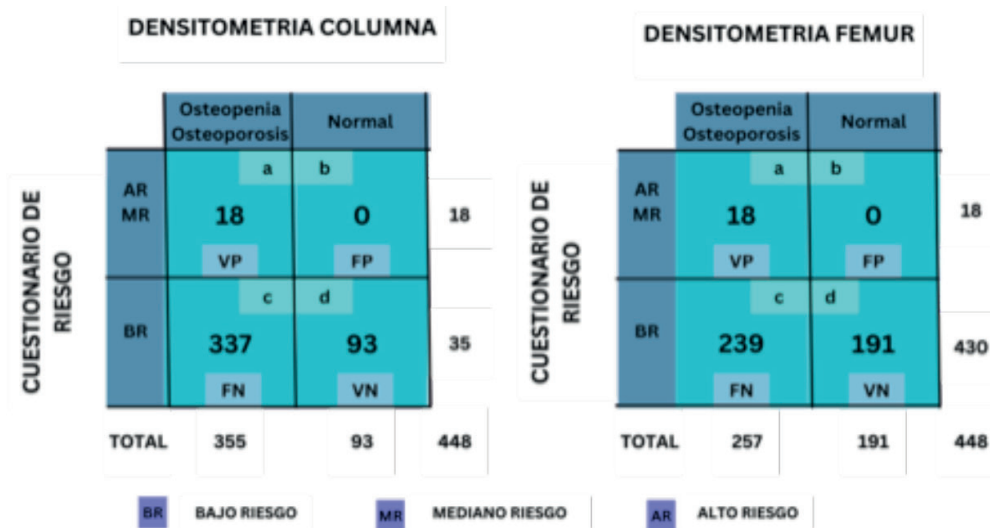 DENSITOMETRIA COLUMNA
Osteopenia
Osteoporosis
Normal
CUESTIONARIO DE
RIESGO
AR
MR
a
b
18
0
18
VP
FP
BR
c
d
337
93
35
FN
VN
TOTAL
355
93
448
DENSITOMETRIA FEMUR
Osteopenia
Osteoporosis
Normal
CUESTIONARIO DE
RIESGO
AR
MR
a
b
18
0
18
VP
FP
BR
c
d
239
191
430
FN
VN
TOTAL
257
191
448
BR BAJO RIESGO
MR MEDIANO RIESGO
AR ALTO RIESGO